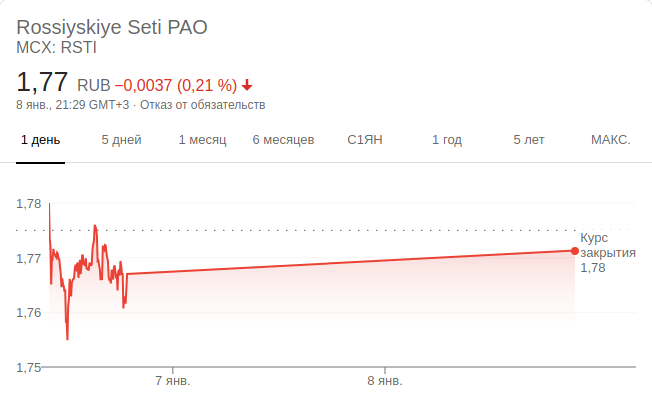 Rossiyskiye Seti PAO
MCX: RSTI
1,77 RUB −0,0037 (0,21 %)
8 янв., 21:29 GMT+3 · Отказ от обязательств
1 день 5 дней 1 месяц 6 месяцев С1ЯН 1 год 5 лет МАКС.
1,78
Курс
закрытия
1,78
1,77
1,76
1,75
7 янв. 8 янв.